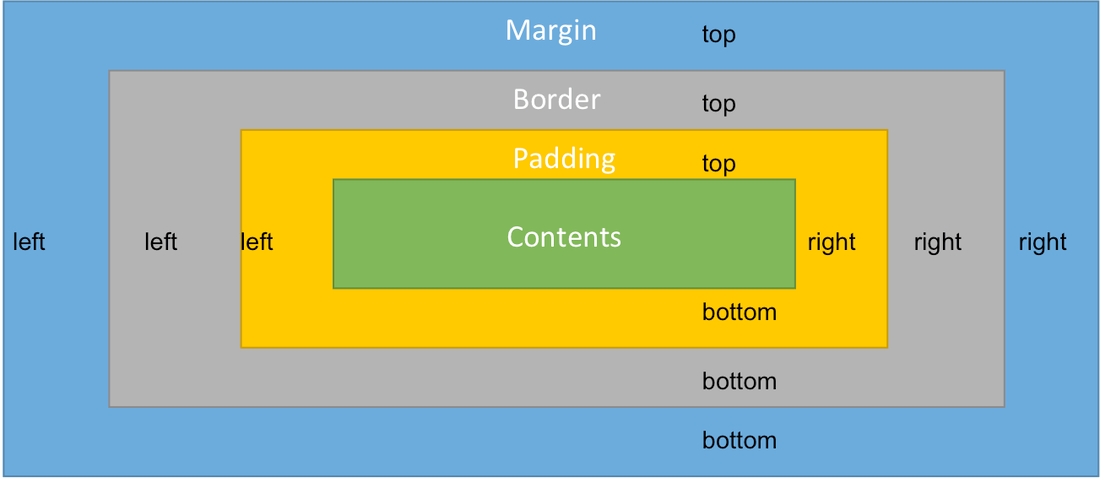 Margin top
Border top
Padding top
left left left Contents right right right
bottom
bottom
bottom